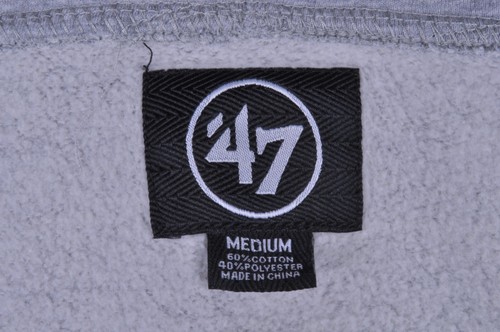 '47
MEDIUM
60% COTTON
40% POLYESTER
MADE IN CHINA